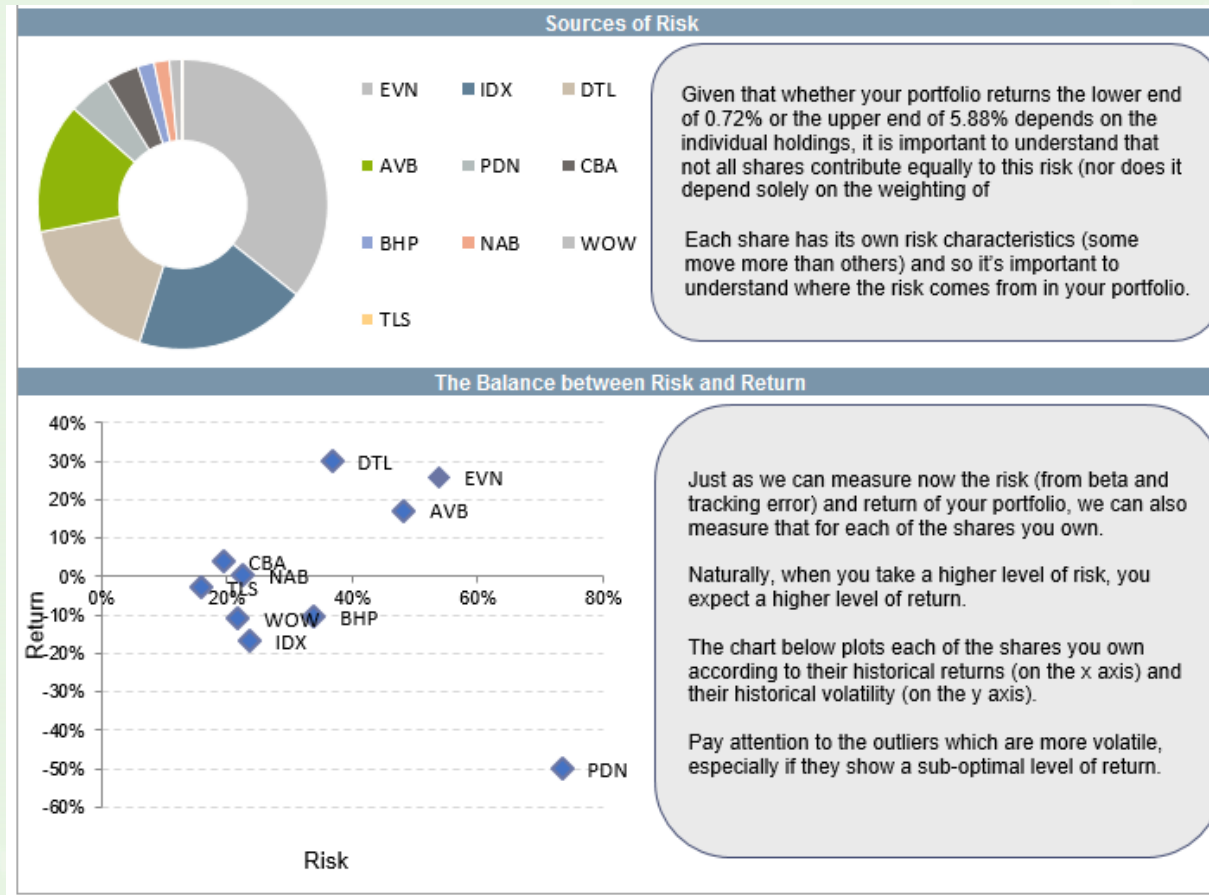 Sources of Risk
EVN IDX DTL
AVB PDN CBA
BHP NAB WOW
TLS
Given that whether your portfolio returns the lower end
of 0.72% or the upper end of 5.88% depends on the
individual holdings, it is important to understand that
not all shares contribute equally to this risk (nor does it
depend solely on the weighting of
Each share has its own risk characteristics (some
move more than others) and so it's important to
understand where the risk comes from in your portfolio.
The Balance between Risk and Return
40%
30%
20%
10%
0%
-10%
-20%
-30%
-40%
-50%
-60%
Return
0% 20% 40% 60% 80%
DTL
EVN
AVB
CBA
NAB
TLS
WOW
BHP
IDX
PDN
Risk
Just as we can measure now the risk (from beta and
tracking error) and return of your portfolio, we can also
measure that for each of the shares you own.
Naturally, when you take a higher level of risk, you
expect a higher level of return.
The chart below plots each of the shares you own
according to their historical returns (on the x axis) and
their historical volatility (on the y axis).
Pay attention to the outliers which are more volatile,
especially if they show a sub-optimal level of return.